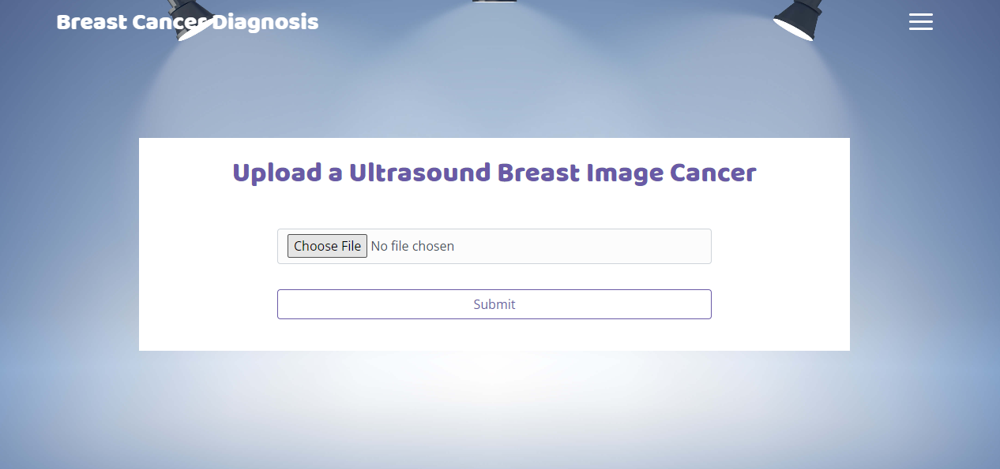 Breast Cancer Diagnosis
Upload a Ultrasound Breast Image Cancer
Choose File No file chosen
Submit